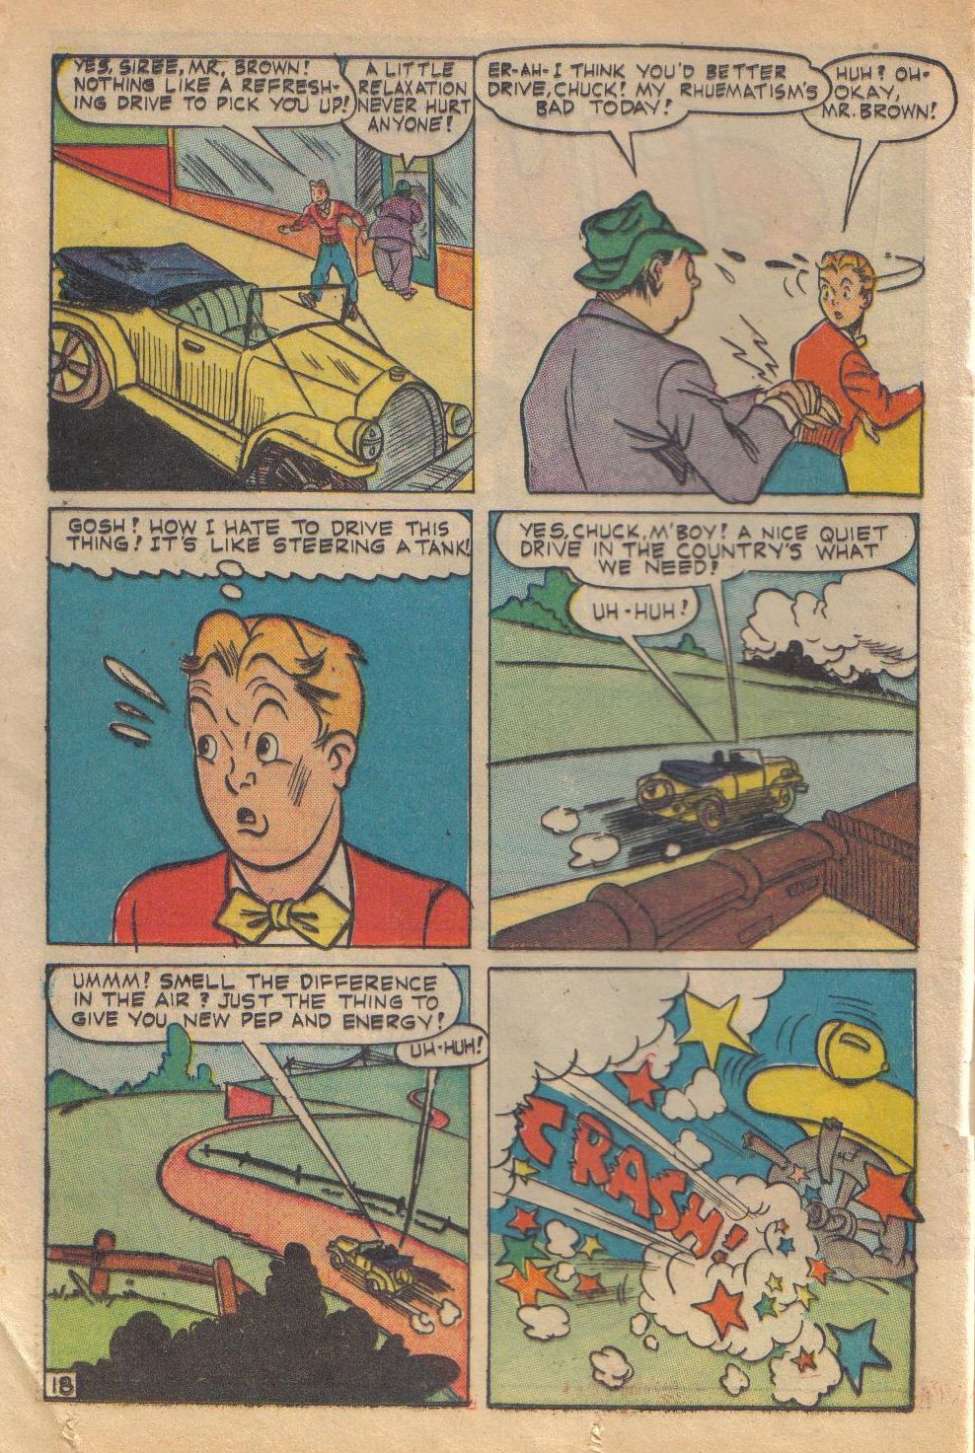 YES, SIREE, MR. BROWN!
NOTHING LIKE A REFRESH-
ING DRIVE TO PICK YOU UP!
A LITTLE
RELAXATION
NEVER HURT
ANYONE!
ER-AH-I THINK YOU'D BETTER
DRIVE, CHUCK! MY RHUEMATISM'S
BAD TODAY!
HUH? OH-
OKAY,
MR. BROWN!
GOSH! HOW I HATE TO DRIVE THIS
THING! IT'S LIKE STEERING A TANK!
YES, CHUCK, M'BOY! A NICE QUIET
DRIVE IN THE COUNTRY'S WHAT
WE NEED!
UH-HUH!
UMMM! SMELL THE DIFFERENCE
IN THE AIR? JUST THE THING TO
GIVE YOU NEW PEP AND ENERGY!
UH-HUH!
CRASH!
18